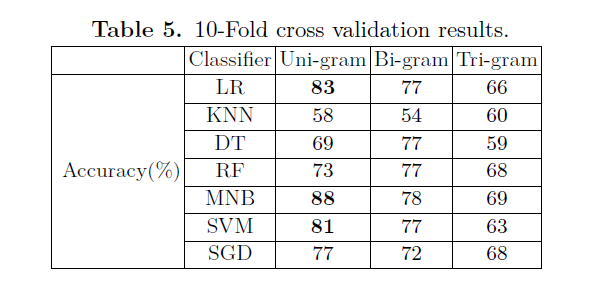 Table 5. 10-Fold cross validation results.
Classifier Uni-gram Bi-gram Tri-gram
LR 83 77 66
KNN 58 54 60
DT 69 77 59
Accuracy(%) RF 73 77 68
MNB 88 78 69
SVM 81 77 63
SGD 77 72 68